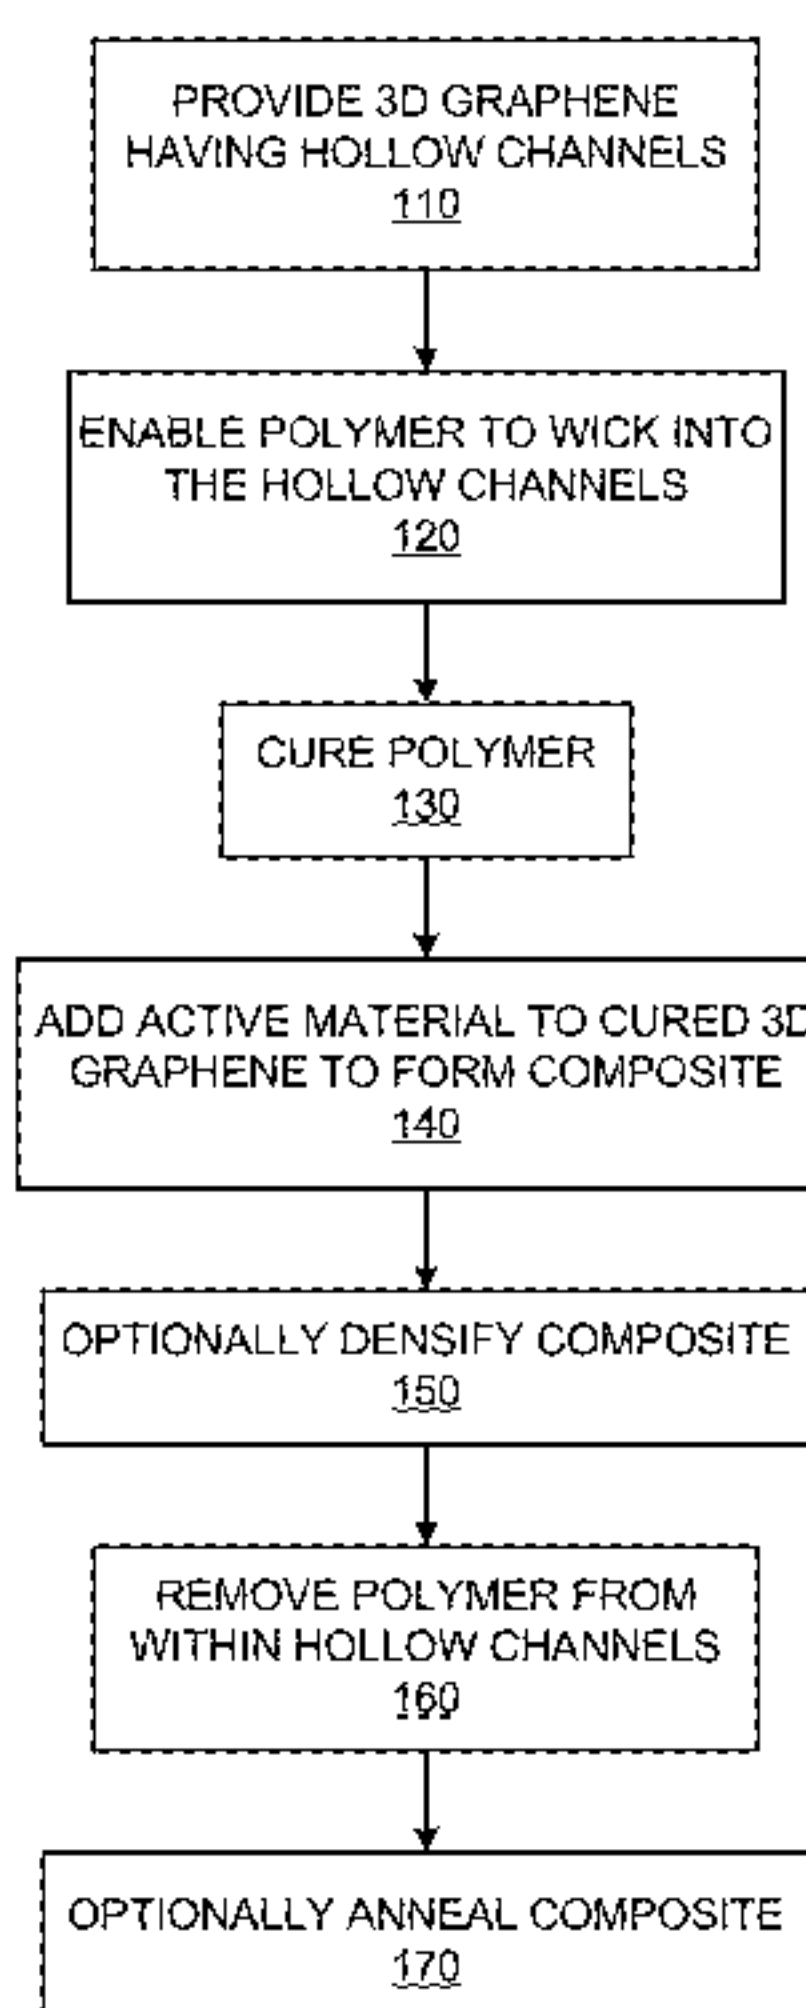 PROVIDE 3D GRAPHENE
HAVING HOLLOW CHANNELS
110
ENABLE POLYMER TO WICK INTO
THE HOLLOW CHANNELS
120
CURE POLYMER
130
ADD ACTIVE MATERIAL TO CURED 3D
GRAPHENE TO FORM COMPOSITE
140
OPTIONALLY DENSIFY COMPOSITE
150
REMOVE POLYMER FROM
WITHIN HOLLOW CHANNELS
160
OPTIONALLY ANNEAL COMPOSITE
170